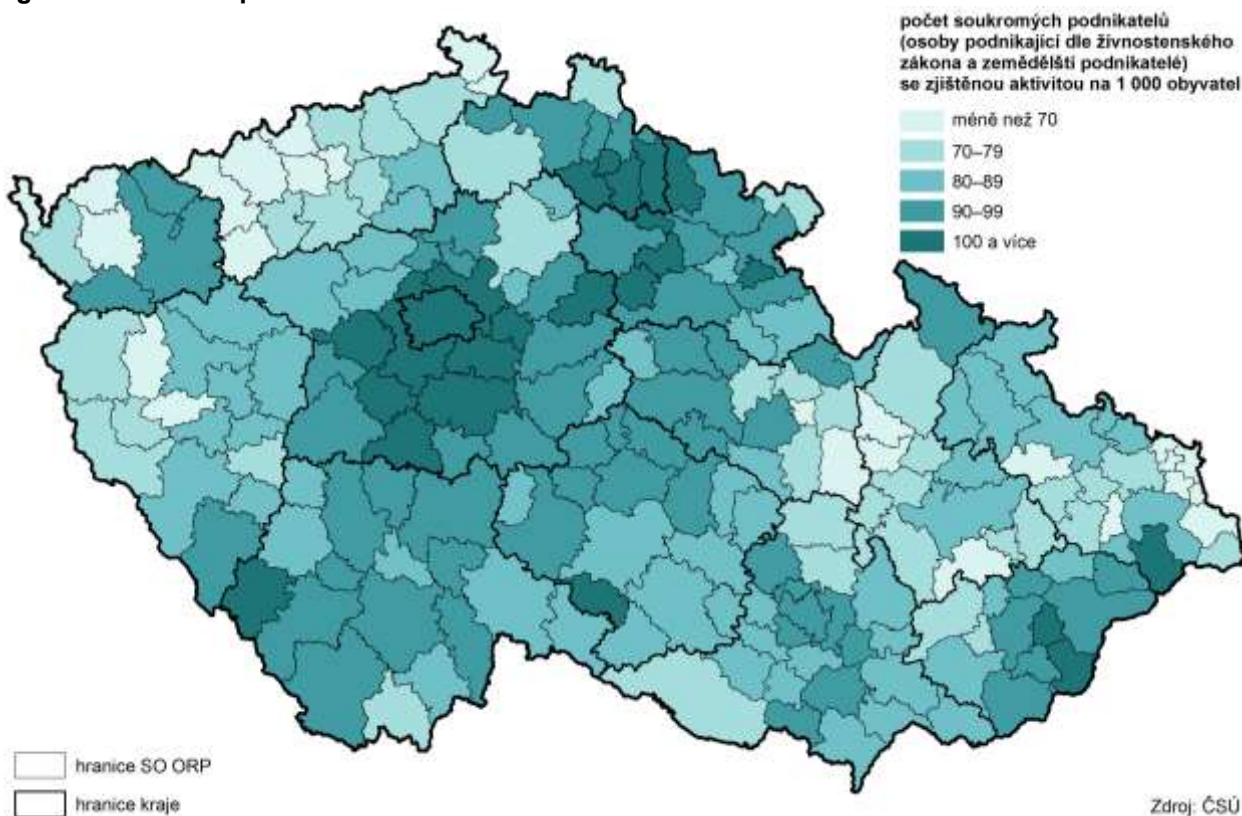 počet soukromých podnikatelů
(osoby podnikající dle živnostenského
zákona a zemědělští podnikatelé)
se zjištěnou aktivitou na 1 000 obyvatel
méně než 70
70–79
80–89
90–99
100 a více
hranice SO ORP
hranice kraje
Zdroj: ČSÚ